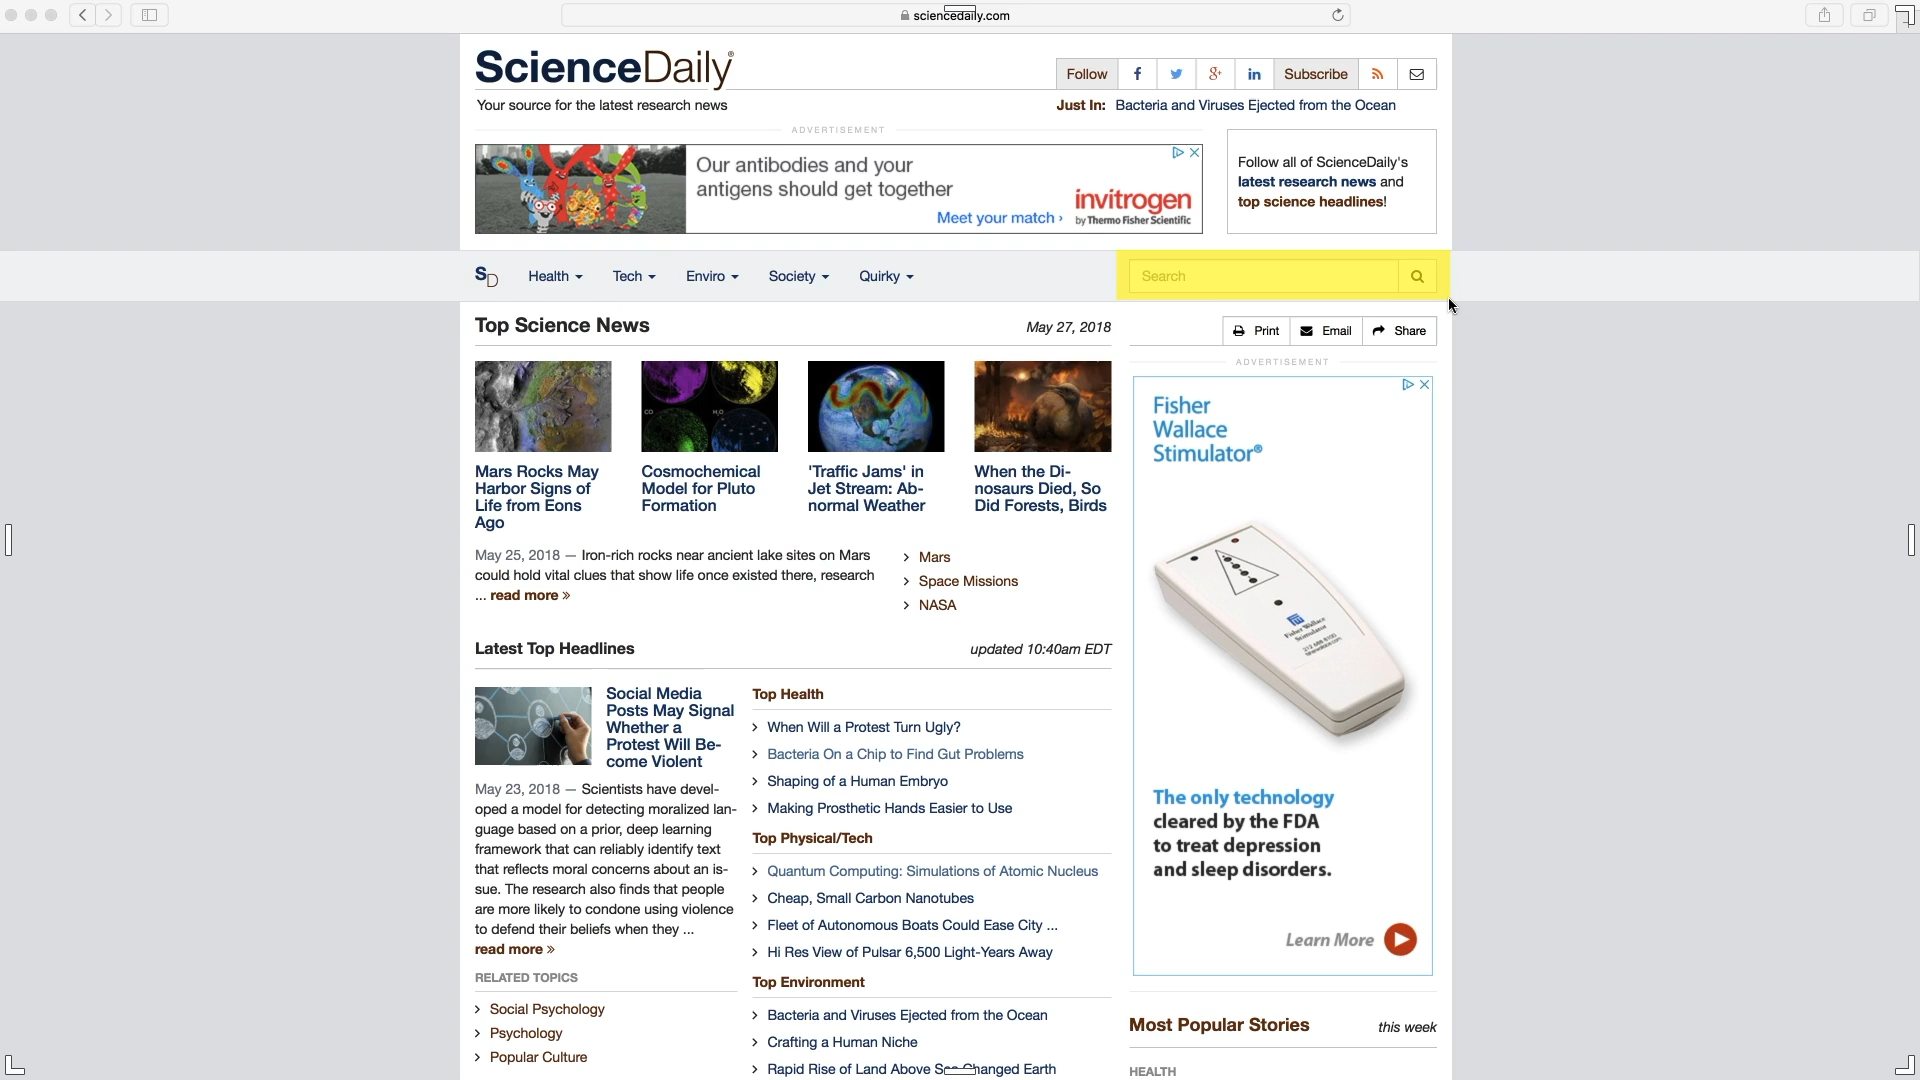 sciencedaily.com
ScienceDaily®
Your source for the latest research news
Follow
Subscribe
Just In: Bacteria and Viruses Ejected from the Ocean
ADVERTISEMENT
Our antibodies and your
antigens should get together
Meet your match ›
invitrogen
by Thermo Fisher Scientific
Follow all of ScienceDaily's
latest research news and
top science headlines!
SD
Health
Tech
Enviro
Society
Quirky
Search
Top Science News
May 27, 2018
Print
Email
Share
Mars Rocks May
Harbor Signs of
Life from Eons
Ago
Cosmochemical
Model for Pluto
Formation
'Traffic Jams' in
Jet Stream: Ab-
normal Weather
When the Di-
nosaurs Died, So
Did Forests, Birds
May 25, 2018 — Iron-rich rocks near ancient lake sites on Mars
could hold vital clues that show life once existed there, research
... read more »
Mars
Space Missions
NASA
Latest Top Headlines
updated 10:40am EDT
Social Media
Posts May Signal
Whether a
Protest Will Be-
come Violent
May 23, 2018 — Scientists have devel-
oped a model for detecting moralized lan-
guage based on a prior, deep learning
framework that can reliably identify text
that reflects moral concerns about an is-
sue. The research also finds that people
are more likely to condone using violence
to defend their beliefs when they ...
read more »
RELATED TOPICS
Social Psychology
Psychology
Popular Culture
Top Health
When Will a Protest Turn Ugly?
Bacteria On a Chip to Find Gut Problems
Shaping of a Human Embryo
Making Prosthetic Hands Easier to Use
Top Physical/Tech
Quantum Computing: Simulations of Atomic Nucleus
Cheap, Small Carbon Nanotubes
Fleet of Autonomous Boats Could Ease City ...
Hi Res View of Pulsar 6,500 Light-Years Away
Top Environment
Bacteria and Viruses Ejected from the Ocean
Crafting a Human Niche
Rapid Rise of Land Above Sea Changed Earth
ADVERTISEMENT
Fisher
Wallace
Stimulator®
Fisher Wallace
Stimulator
The only technology
cleared by the FDA
to treat depression
and sleep disorders.
Learn More
Most Popular Stories
this week
HEALTH